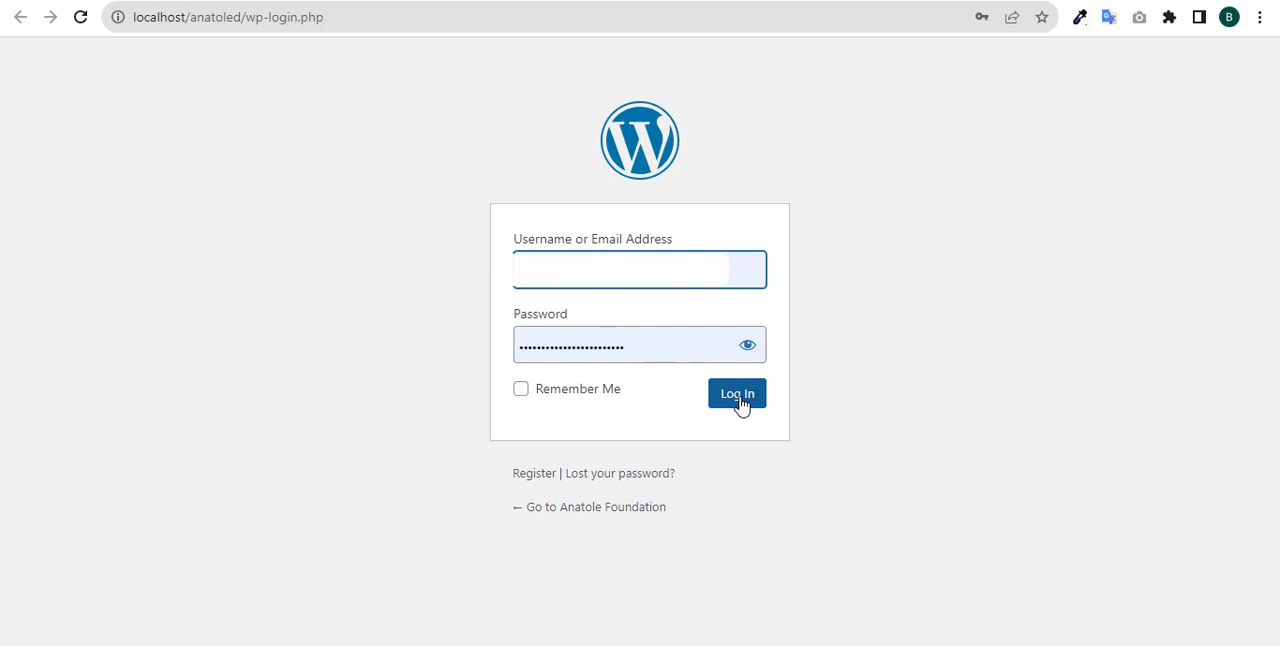 localhost/anatoled/wp-login.php
B
Username or Email Address
Password
••••••••••••••••••••••••
Remember Me
Log In
Register | Lost your password?
← Go to Anatole Foundation